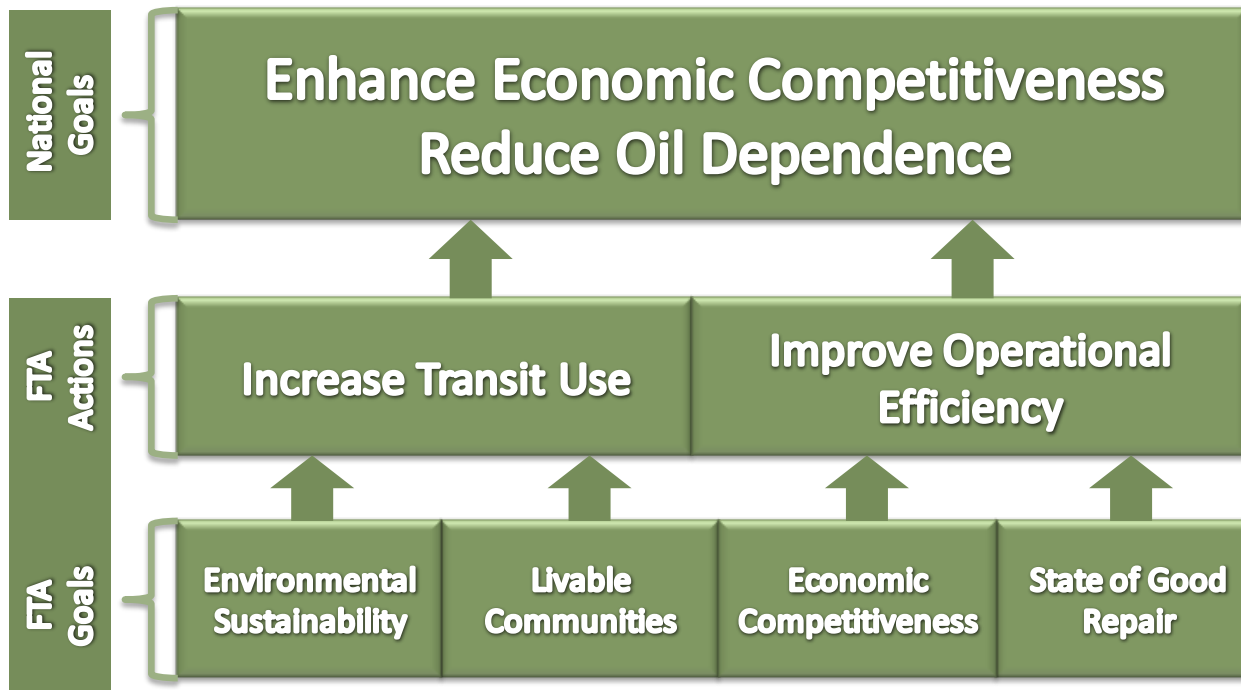 National
Goals
Enhance Economic Competitiveness
Reduce Oil Dependence
FTA
Actions
Increase Transit Use
Improve Operational
Efficiency
FTA
Goals
Environmental
Sustainability
Livable
Communities
Economic
Competitiveness
State of Good
Repair